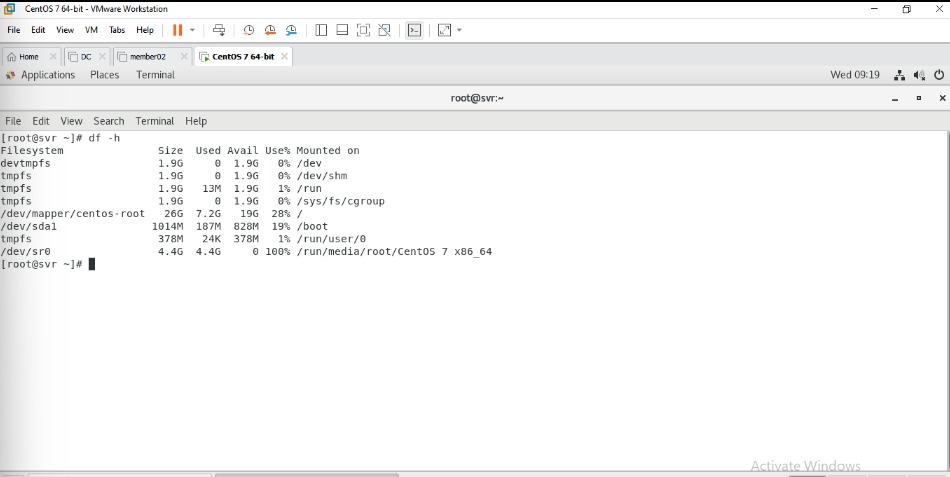 CentOS 7 64-bit - VMware Workstation
File Edit View VM Tabs Help
Home DC member02 CentOS 7 64-bit
Applications Places Terminal Wed 09:19
root@svr:~
File Edit View Search Terminal Help
[root@svr ~]# df -h
Filesystem Size Used Avail Use% Mounted on
devtmpfs 1.9G 0 1.9G 0% /dev
tmpfs 1.9G 0 1.9G 0% /dev/shm
tmpfs 1.9G 13M 1.9G 1% /run
tmpfs 1.9G 0 1.9G 0% /sys/fs/cgroup
/dev/mapper/centos-root 26G 7.2G 19G 28% /
/dev/sda1 1014M 187M 828M 19% /boot
tmpfs 378M 24K 378M 1% /run/user/0
/dev/sr0 4.4G 4.4G 0 100% /run/media/root/CentOS 7 x86_64
[root@svr ~]#
Activate Windows